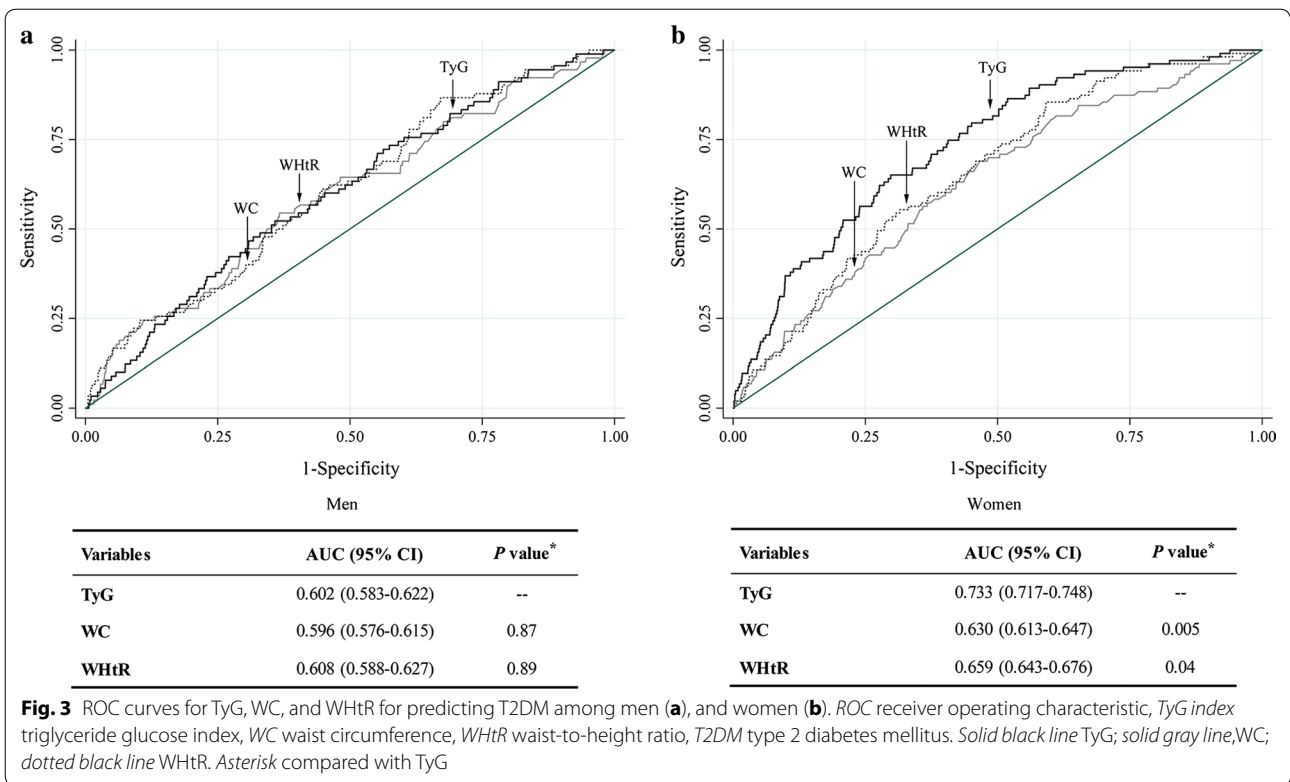 a
1.00
0.75
0.50
0.25
0.00
Sensitivity
TyG
WHtR
WC
0.00 0.25 0.50 0.75 1.00
1-Specificity
Men
Variables AUC (95% CI) P value*
TyG 0.602 (0.583-0.622) --
WC 0.596 (0.576-0.615) 0.87
WHtR 0.608 (0.588-0.627) 0.89
b
1.00
0.75
0.50
0.25
0.00
Sensitivity
TyG
WHtR
WC
0.00 0.25 0.50 0.75 1.00
1-Specificity
Women
Variables AUC (95% CI) P value*
TyG 0.733 (0.717-0.748) --
WC 0.630 (0.613-0.647) 0.005
WHtR 0.659 (0.643-0.676) 0.04
Fig. 3 ROC curves for TyG, WC, and WHtR for predicting T2DM among men (a), and women (b). ROC receiver operating characteristic, TyG index
triglyceride glucose index, WC waist circumference, WHtR waist-to-height ratio, T2DM type 2 diabetes mellitus. Solid black line TyG; solid gray line,WC;
dotted black line WHtR. Asterisk compared with TyG